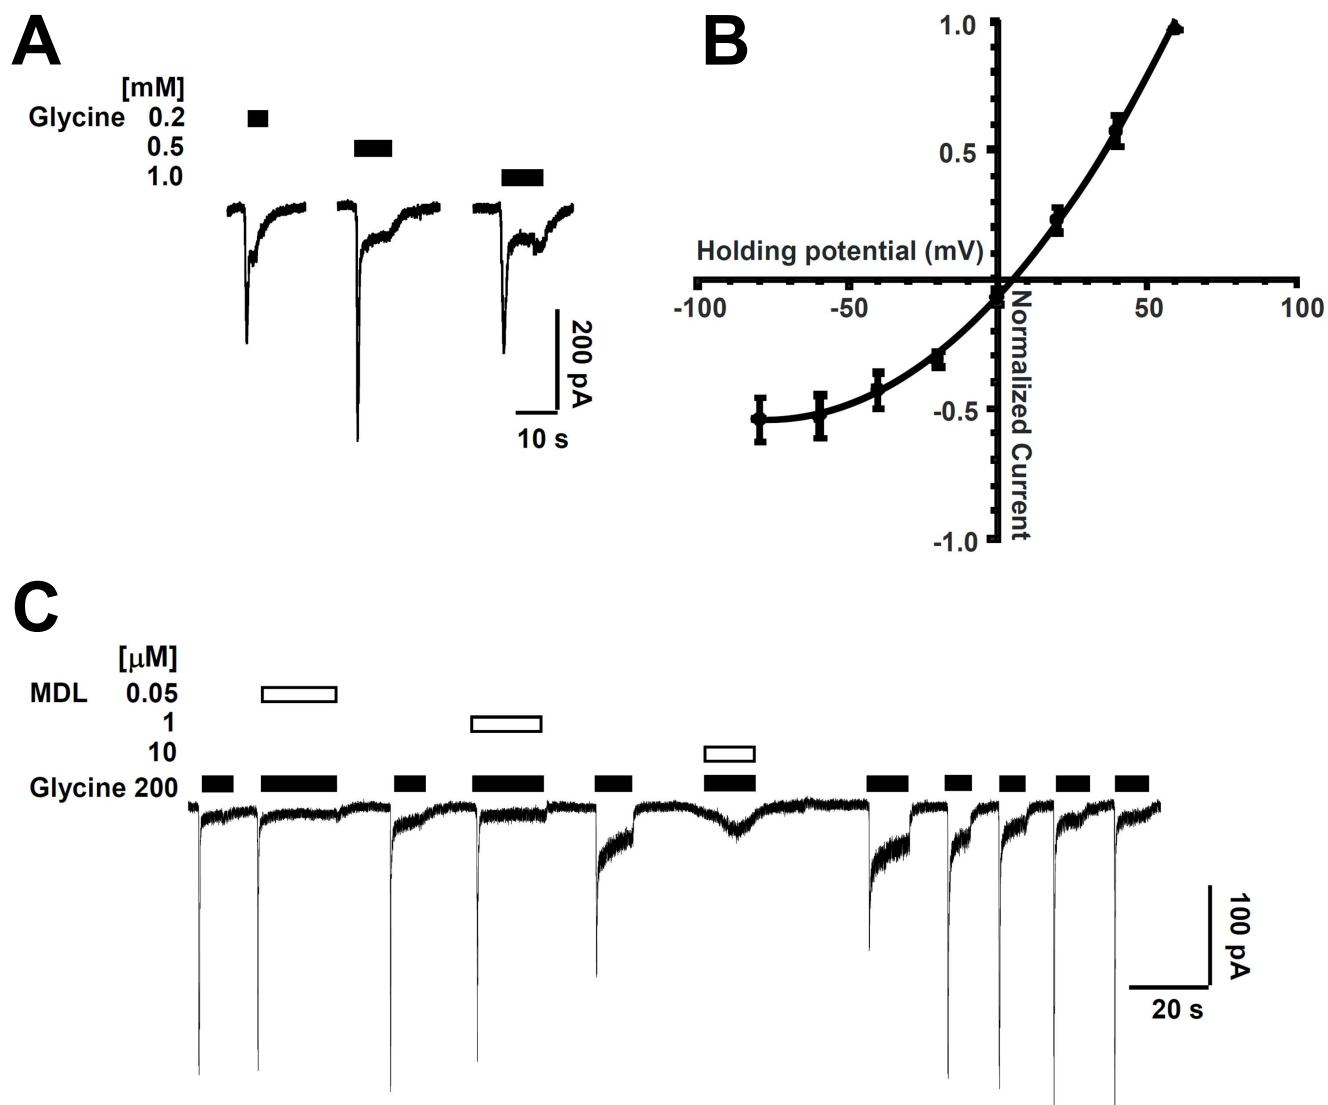 A
[mM]
Glycine 0.2
0.5
1.0
200 pA
10 s
B
1.0
0.5
Holding potential (mV)
-100 -50 50 100
Normalized Current
-0.5
-1.0
C
[μM]
MDL 0.05
1
10
Glycine 200
100 pA
20 s